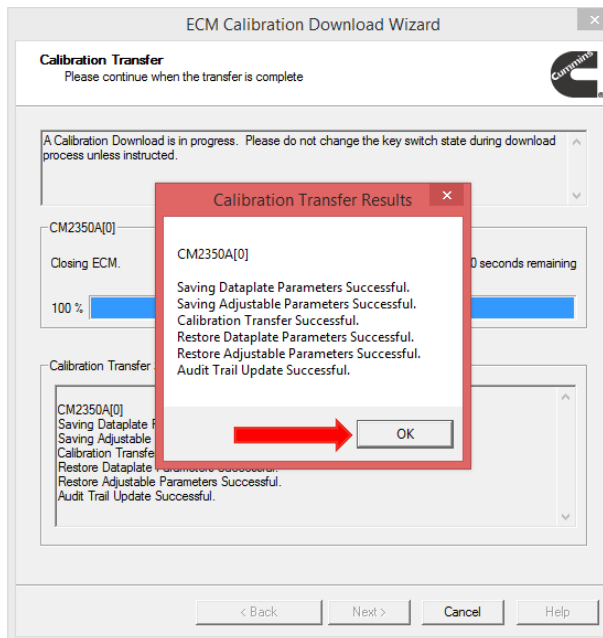 ECM Calibration Download Wizard
Calibration Transfer
Please continue when the transfer is complete
Cummins
A Calibration Download is in progress. Please do not change the key switch state during download
process unless instructed.
Calibration Transfer Results
CM2350A[0]
CM2350A[0]
Closing ECM.
0 seconds remaining
Saving Dataplate Parameters Successful.
Saving Adjustable Parameters Successful.
Calibration Transfer Successful.
Restore Dataplate Parameters Successful.
Restore Adjustable Parameters Successful.
Audit Trail Update Successful.
100 %
OK
Calibration Transfer
CM2350A[0]
Saving Dataplate
Saving Adjustable
Calibration Transfe
Restore Dataplate Parameters Successful.
Restore Adjustable Parameters Successful.
Audit Trail Update Successful.
< Back
Next >
Cancel
Help